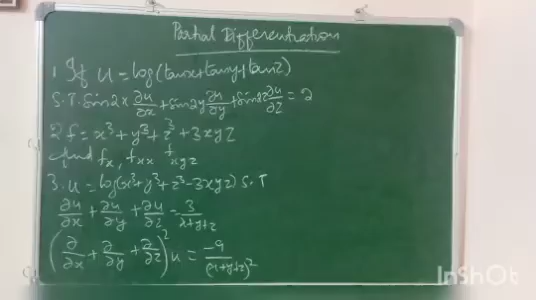 Partial Differentiation
1. If u = log(tanx+tany+tanz)
S.T. Sin2x ∂u/∂x + Sin2y ∂u/∂y + Sin2z ∂u/∂z = 2
2. f = x³ + y³ + z³ + 3xyz
find fx, fxx fxyz
3. u = log(x³+y³+z³-3xyz) S.T
∂u/∂x + ∂u/∂y + ∂u/∂z = 3/x+y+z
(∂/∂x + ∂/∂y + ∂/∂z)² u = -9/(x+y+z)²
InShOt